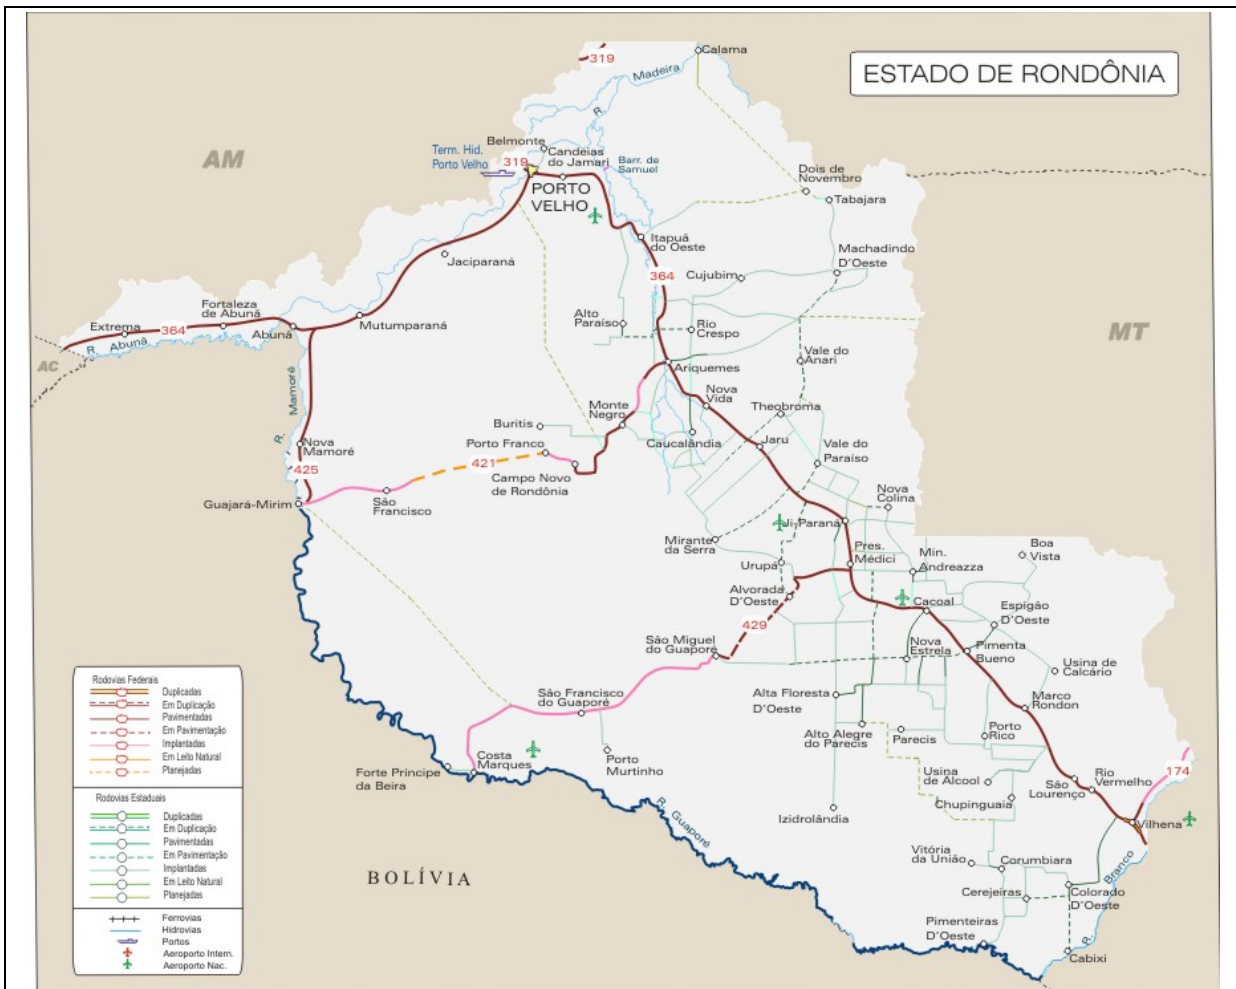 ESTADO DE RONDÔNIA
319
Calama
R. Madeira
AM
Term. Hid.
Porto Velho
Belmonte
319
Candeias
do Jamari
Barr. de
Samuel
PORTO
VELHO
Dois de
Novembro
Tabajara
Itapuã
do Oeste
Machadindo
D'Oeste
Jaciparaná
364
Cujubim
Fortaleza
de Abunã
Extrema
364
Abunã
Mutumparaná
R. Abunã
AC
Alto
Paraíso
Rio
Crespo
MT
Vale do
Anari
Ariquemes
R. Mamoré
Nova
Vida
Monte
Negro
Theobroma
Buritis
Caucalândia
Jaru
Nova
Mamoré
Porto Franco
421
425
Campo Novo
de Rondônia
Vale do
Paraíso
São
Francisco
Guajará-Mirim
Nova
Colina
Ji-Paraná
Mirante
da Serra
Pres.
Médici
Min.
Andreazza
Boa
Vista
Urupá
Alvorada
D'Oeste
Cacoal
Espigão
D'Oeste
429
São Miguel
do Guaporé
Nova
Estrela
Pimenta
Bueno
Usina de
Calcário
São Francisco
do Guaporé
Alta Floresta
D'Oeste
Marco
Rondon
Alto Alegre
do Parecis
Parecis
Porto
Rico
Costa
Marques
Forte Príncipe
da Beira
Porto
Murtinho
Usina
de Alcool
São
Lourenço
Rio
Vermelho
174
Chupinguaia
R. Guaporé
Izidrolândia
Vilhena
Vitória
da União
Corumbiara
R. Branco
BOLÍVIA
Cerejeiras
Colorado
D'Oeste
Pimenteiras
D'Oeste
Cabixi
Rodovias Federais
Duplicadas
Em Duplicação
Pavimentadas
Em Pavimentação
Implantadas
Em Leito Natural
Planejadas
Rodovias Estaduais
Duplicadas
Em Duplicação
Pavimentadas
Em Pavimentação
Implantadas
Em Leito Natural
Planejadas
Ferrovias
Hidrovias
Portos
Aeroporto Intern.
Aeroporto Nac.